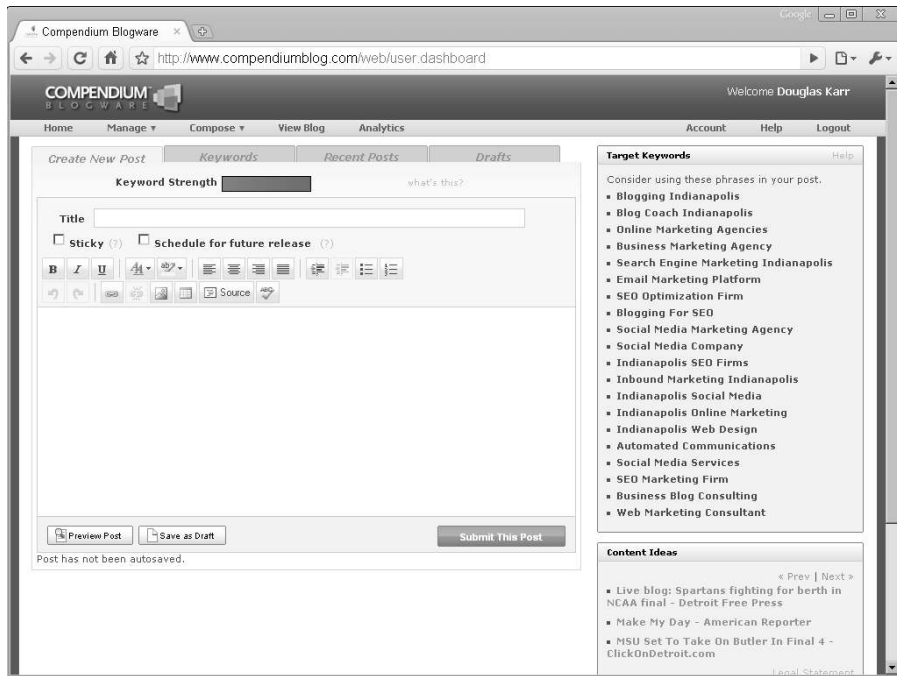 Google
Compendium Blogware
http://www.compendiumblog.com/web/user.dashboard
COMPENDIUM™
BLOGWARE
Welcome Douglas Karr
Home Manage ▾ Compose ▾ View Blog Analytics Account Help Logout
Create New Post Keywords Recent Posts Drafts
Keyword Strength what's this?
Title
Sticky (?) Schedule for future release (?)
B I U A ab
Source ABC
Preview Post Save as Draft Submit This Post
Post has not been autosaved.
Target Keywords Help
Consider using these phrases in your post.
▪ Blogging Indianapolis
▪ Blog Coach Indianapolis
▪ Online Marketing Agencies
▪ Business Marketing Agency
▪ Search Engine Marketing Indianapolis
▪ Email Marketing Platform
▪ SEO Optimization Firm
▪ Blogging For SEO
▪ Social Media Marketing Agency
▪ Social Media Company
▪ Indianapolis SEO Firms
▪ Inbound Marketing Indianapolis
▪ Indianapolis Social Media
▪ Indianapolis Online Marketing
▪ Indianapolis Web Design
▪ Automated Communications
▪ Social Media Services
▪ SEO Marketing Firm
▪ Business Blog Consulting
▪ Web Marketing Consultant
Content Ideas
« Prev | Next »
▪ Live blog: Spartans fighting for berth in
NCAA final - Detroit Free Press
▪ Make My Day - American Reporter
▪ MSU Set To Take On Butler In Final 4 -
ClickOnDetroit.com
Legal Statement